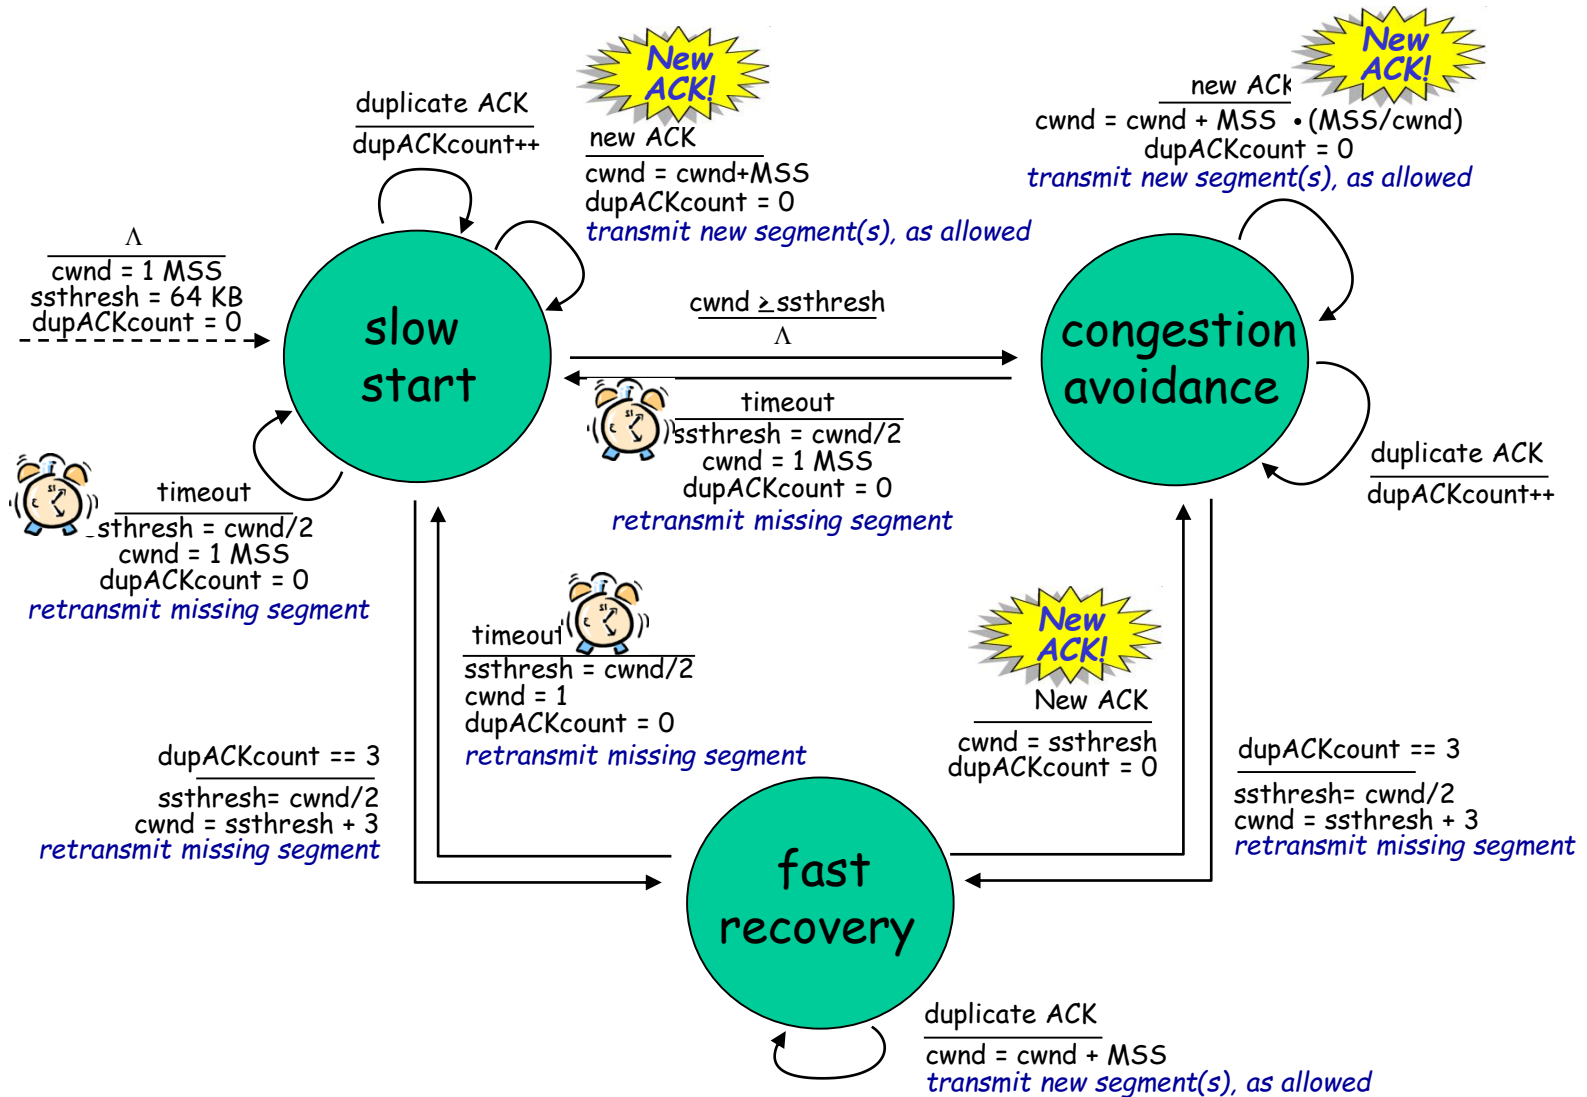 New
ACK!
duplicate ACK
dupACKcount++
new ACK
cwnd = cwnd+MSS
dupACKcount = 0
transmit new segment(s), as allowed
New
ACK!
new ACK
cwnd = cwnd + MSS • (MSS/cwnd)
dupACKcount = 0
transmit new segment(s), as allowed
Λ
cwnd = 1 MSS
ssthresh = 64 KB
dupACKcount = 0
slow
start
cwnd ≥ ssthresh
Λ
congestion
avoidance
timeout
ssthresh = cwnd/2
cwnd = 1 MSS
dupACKcount = 0
retransmit missing segment
duplicate ACK
dupACKcount++
timeout
sthresh = cwnd/2
cwnd = 1 MSS
dupACKcount = 0
retransmit missing segment
timeout
ssthresh = cwnd/2
cwnd = 1
dupACKcount = 0
retransmit missing segment
New
ACK!
New ACK
cwnd = ssthresh
dupACKcount = 0
dupACKcount == 3
ssthresh= cwnd/2
cwnd = ssthresh + 3
retransmit missing segment
dupACKcount == 3
ssthresh= cwnd/2
cwnd = ssthresh + 3
retransmit missing segment
fast
recovery
duplicate ACK
cwnd = cwnd + MSS
transmit new segment(s), as allowed